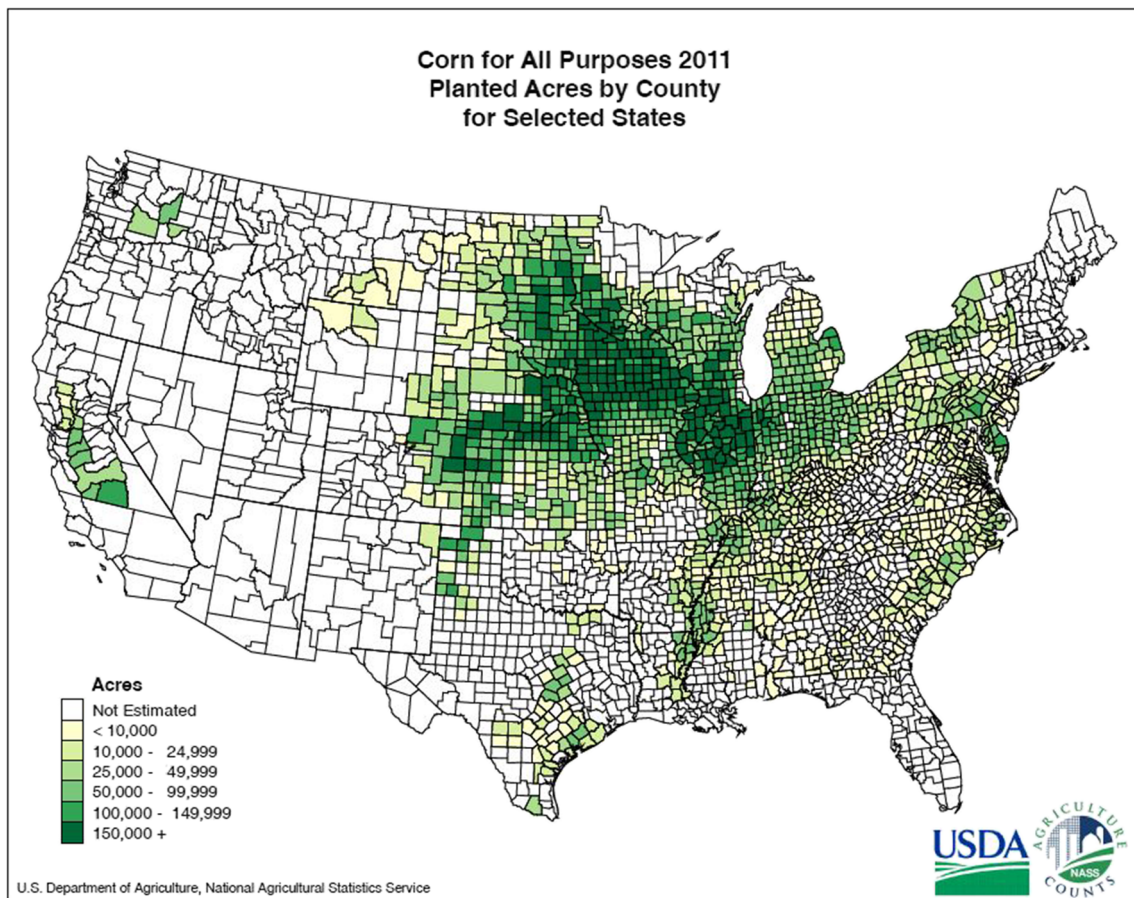 Corn for All Purposes 2011
Planted Acres by County
for Selected States
Acres
Not Estimated
< 10,000
10,000 - 24,999
25,000 - 49,999
50,000 - 99,999
100,000 - 149,999
150,000 +
U.S. Department of Agriculture, National Agricultural Statistics Service
USDA
AGRICULTURE
NASS
COUNTS